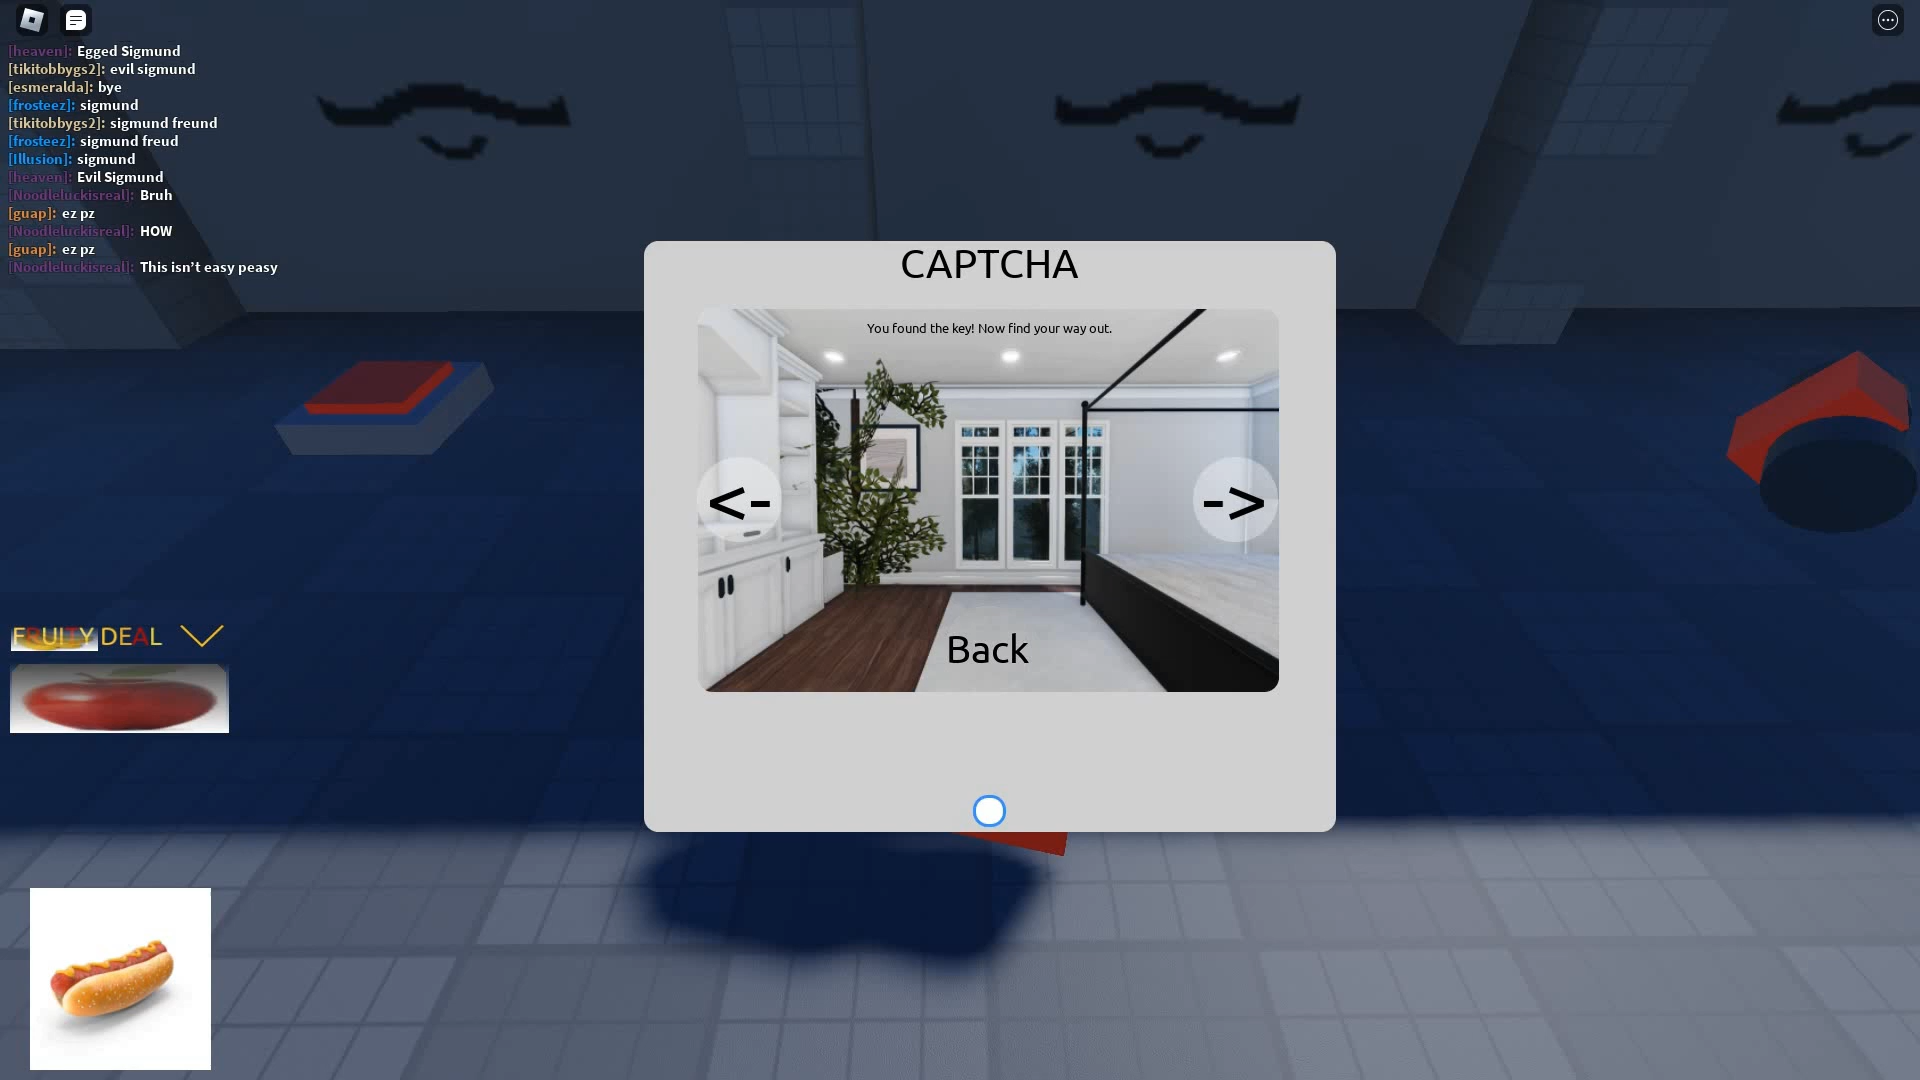 [heaven]: Egged Sigmund
[tikitobbygs2]: evil sigmund
[esmeralda]: bye
[frosteez]: sigmund
[tikitobbygs2]: sigmund freund
[frosteez]: sigmund freud
[Illusion]: sigmund
[heaven]: Evil Sigmund
[Noodleluckisreal]: Bruh
[guap]: ez pz
[Noodleluckisreal]: HOW
[guap]: ez pz
[Noodleluckisreal]: This isn't easy peasy
CAPTCHA
You found the key! Now find your way out.
<- ->
Back
FRUITY DEAL